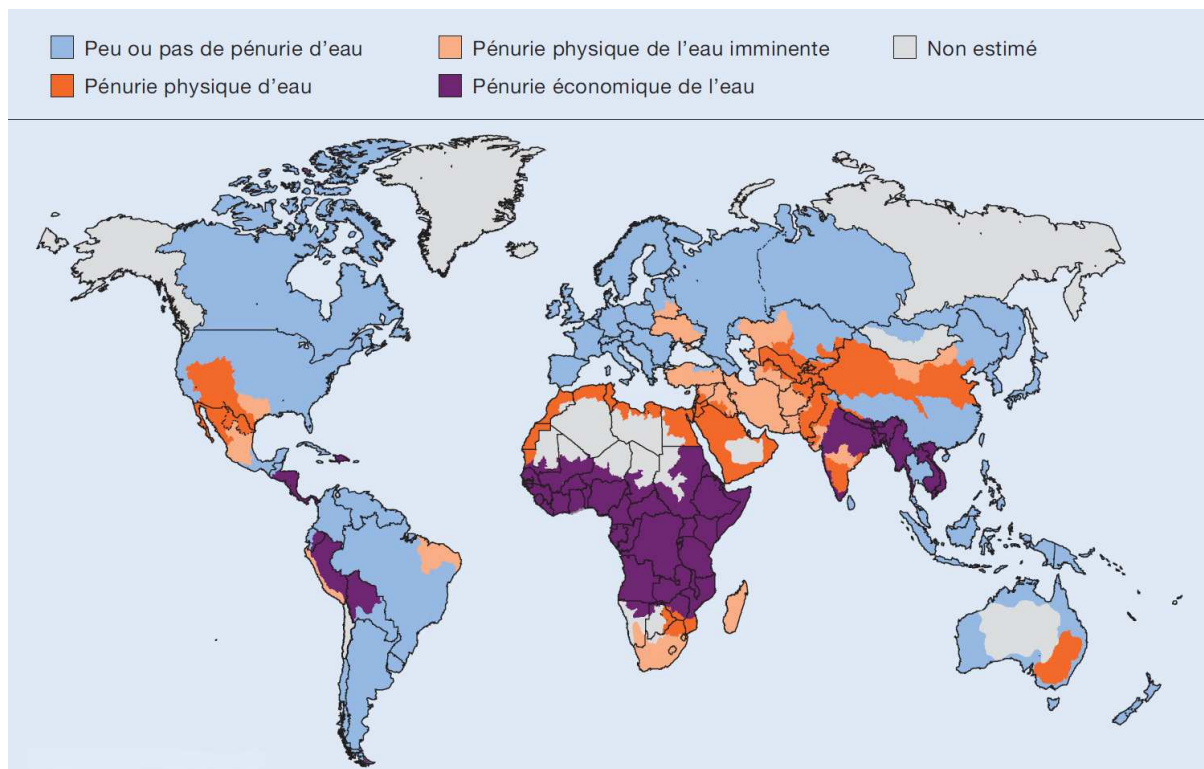 Peu ou pas de pénurie d’eau
Pénurie physique de l’eau imminente
Non estimé
Pénurie physique d’eau
Pénurie économique de l’eau